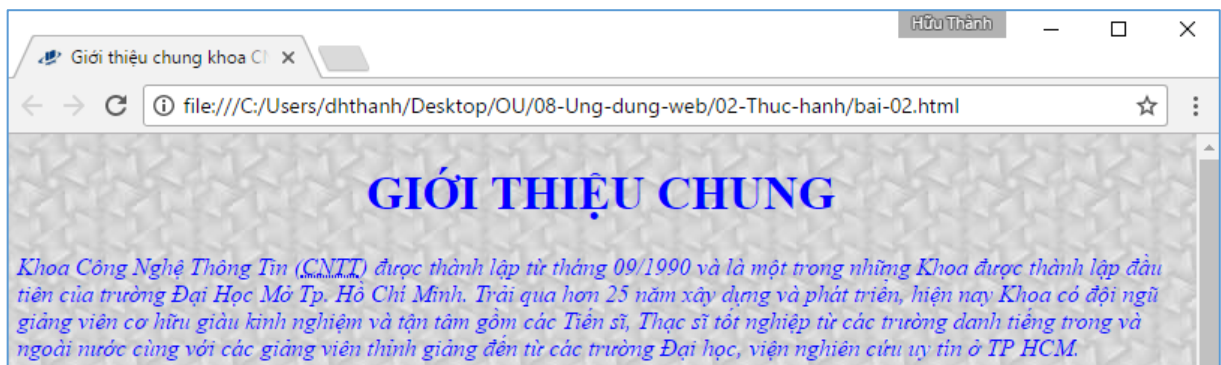 Hữu Thành
Giới thiệu chung khoa CN
file:///C:/Users/dhthanh/Desktop/OU/08-Ung-dung-web/02-Thuc-hanh/bai-02.html
GIỚI THIỆU CHUNG
Khoa Công Nghệ Thông Tin (CNTT) được thành lập từ tháng 09/1990 và là một trong những Khoa được thành lập đầu
tiên của trường Đại Học Mở Tp. Hồ Chí Minh. Trải qua hơn 25 năm xây dựng và phát triển, hiện nay Khoa có đội ngũ
giảng viên cơ hữu giàu kinh nghiệm và tận tâm gồm các Tiến sĩ, Thạc sĩ tốt nghiệp từ các trường danh tiếng trong và
ngoài nước cùng với các giảng viên thỉnh giảng đến từ các trường Đại học, viện nghiên cứu uy tín ở TP HCM.